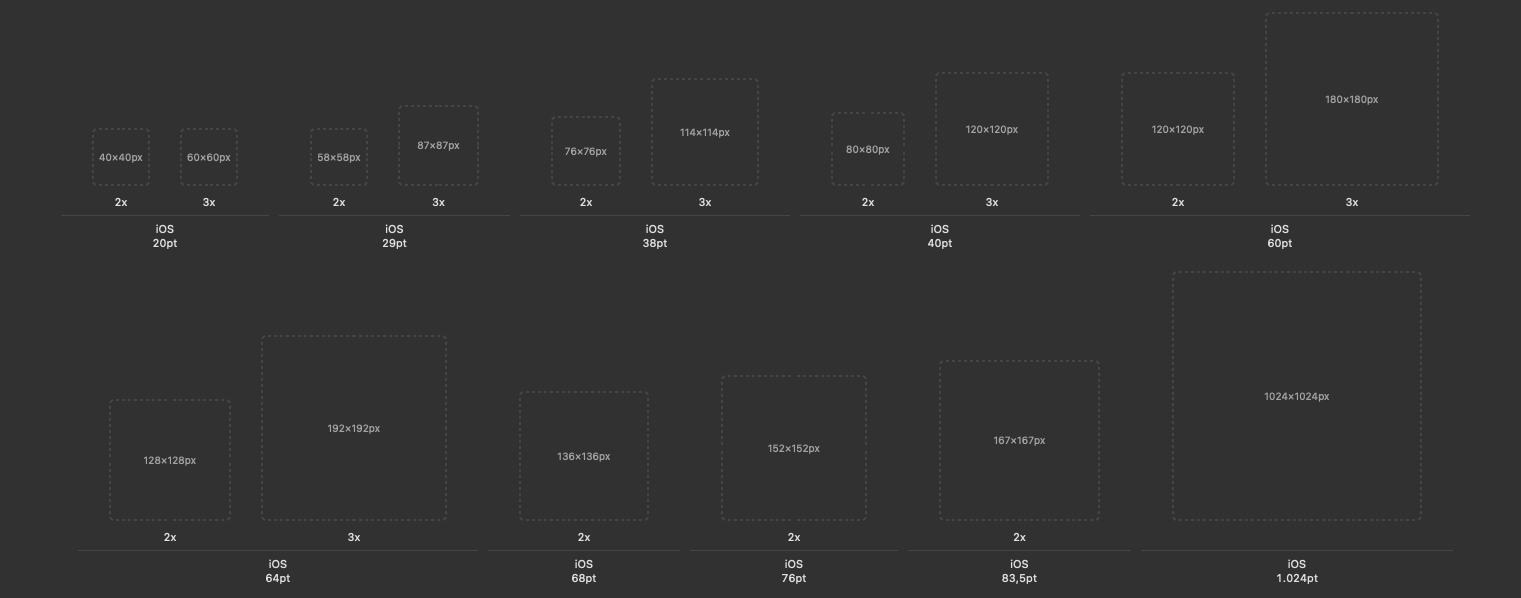 40×40px
60×60px
2x
3x
iOS
20pt
58×58px
87×87px
2x
3x
iOS
29pt
76×76px
114×114px
2x
3x
iOS
38pt
80×80px
120×120px
2x
3x
iOS
40pt
120×120px
180×180px
2x
3x
iOS
60pt
128×128px
192×192px
2x
3x
iOS
64pt
136×136px
2x
iOS
68pt
152×152px
2x
iOS
76pt
167×167px
2x
iOS
83,5pt
1024×1024px
iOS
1.024pt